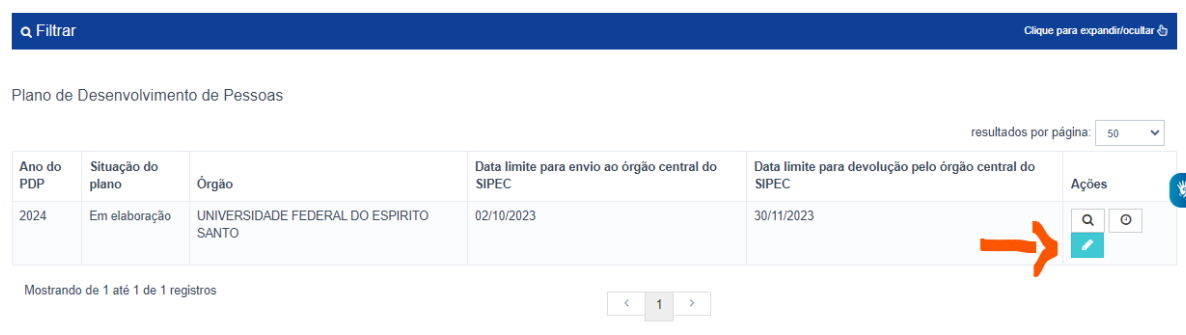 Filtrar
Clique para expandir/ocultar
Plano de Desenvolvimento de Pessoas
resultados por página: 50
Ano do PDP
Situação do plano
Órgão
Data limite para envio ao órgão central do SIPEC
Data limite para devolução pelo órgão central do SIPEC
Ações
2024
Em elaboração
UNIVERSIDADE FEDERAL DO ESPIRITO SANTO
02/10/2023
30/11/2023
Mostrando de 1 até 1 de 1 registros
< 1 >